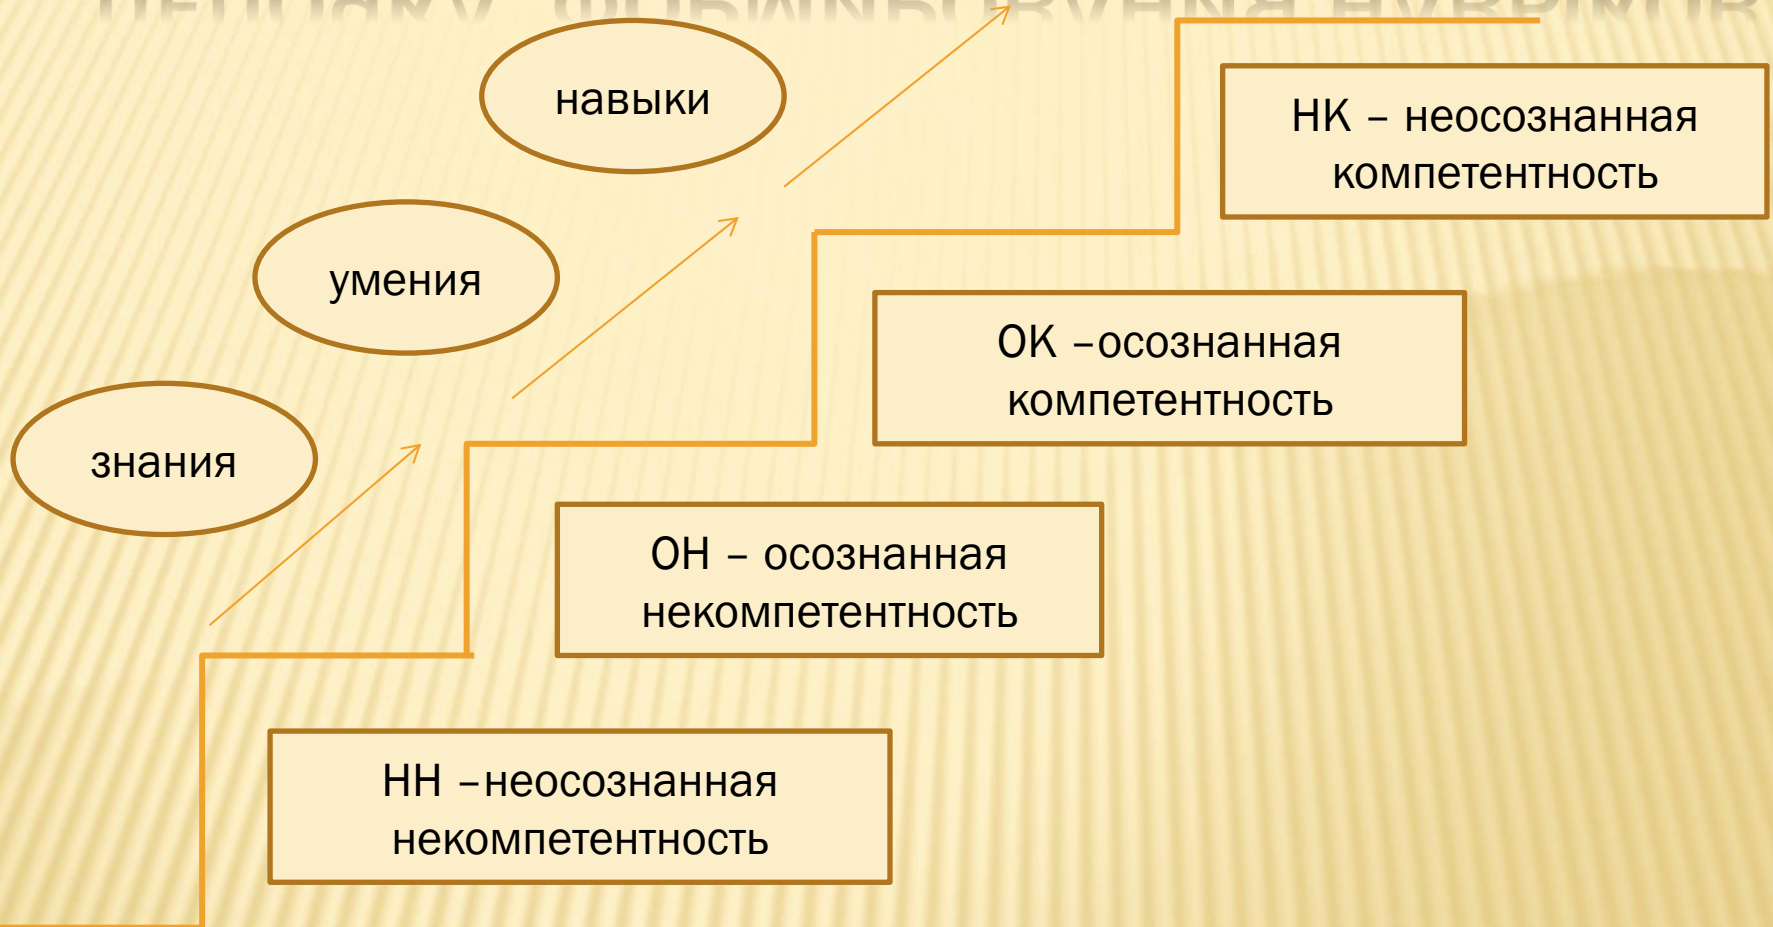 навыки
НК – неосознанная
компетентность
умения
ОК –осознанная
компетентность
знания
ОН – осознанная
некомпетентность
НН –неосознанная
некомпетентность